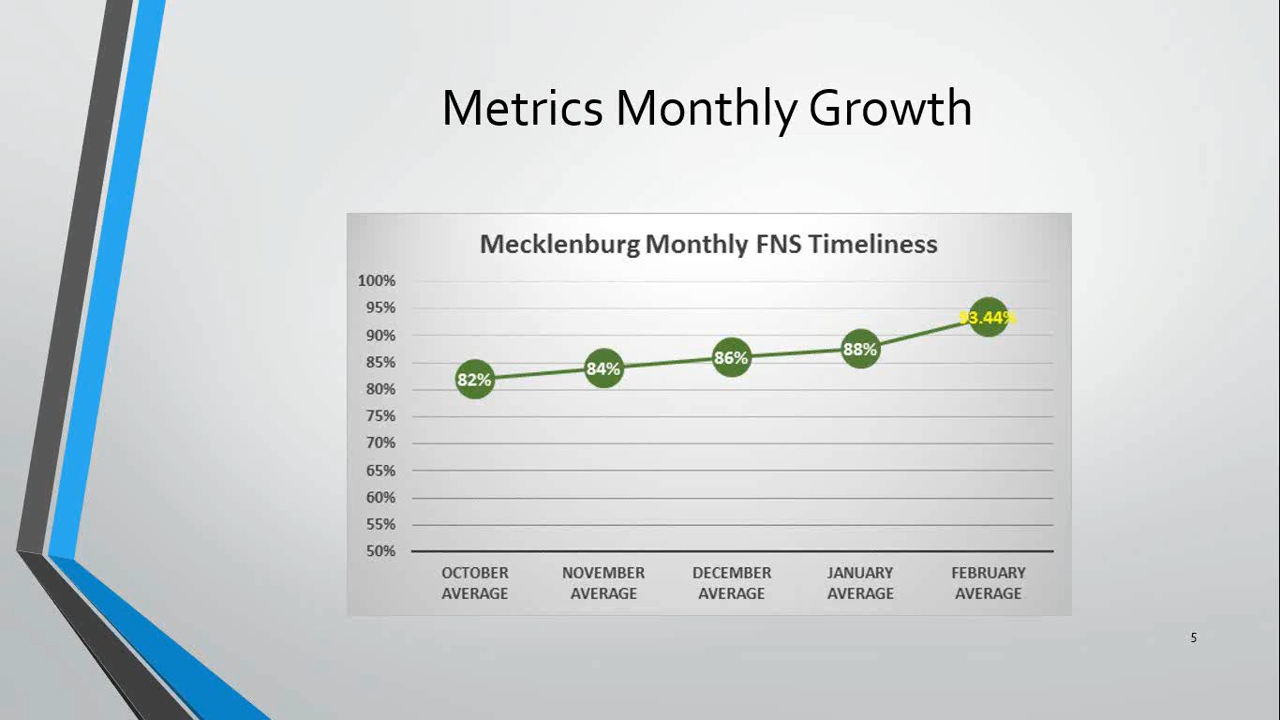 Metrics Monthly Growth
Mecklenburg Monthly FNS Timeliness
100%
95%
90%
85%
80%
75%
70%
65%
60%
55%
50%
82%
84%
86%
88%
93.44%
OCTOBER AVERAGE
NOVEMBER AVERAGE
DECEMBER AVERAGE
JANUARY AVERAGE
FEBRUARY AVERAGE
5